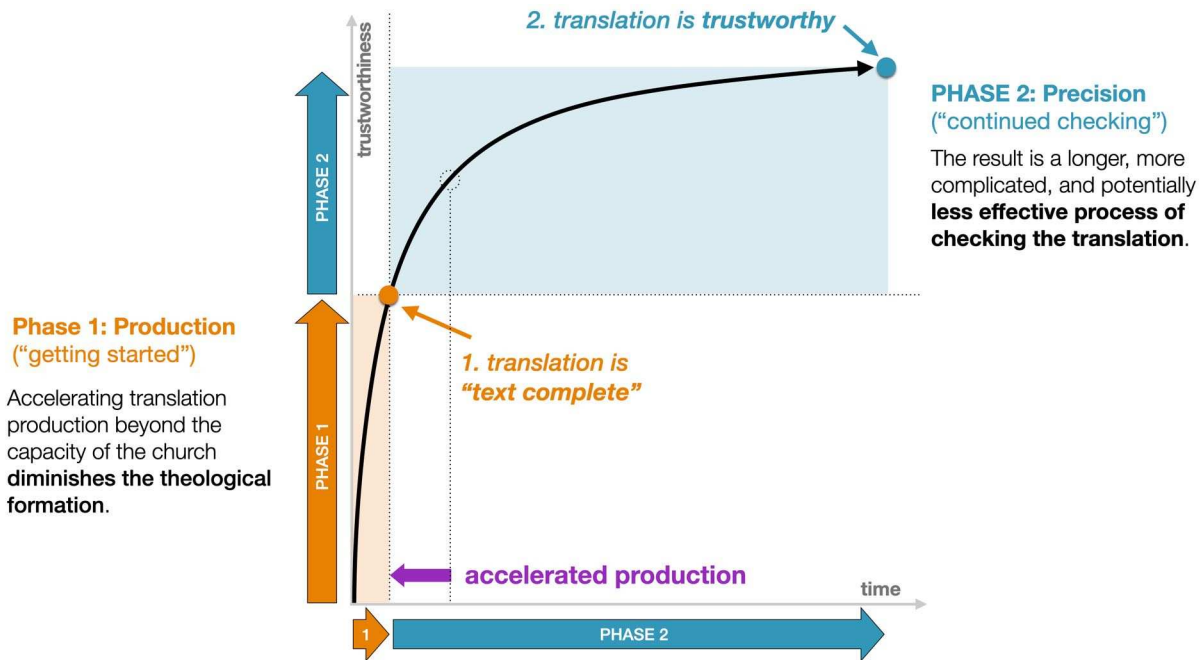 2. translation is trustworthy
trustworthiness
PHASE 2
PHASE 2: Precision
(“continued checking”)
The result is a longer, more
complicated, and potentially
less effective process of
checking the translation.
Phase 1: Production
(“getting started”)
Accelerating translation
production beyond the
capacity of the church
diminishes the theological
formation.
PHASE 1
1. translation is
“text complete”
accelerated production
time
1
PHASE 2